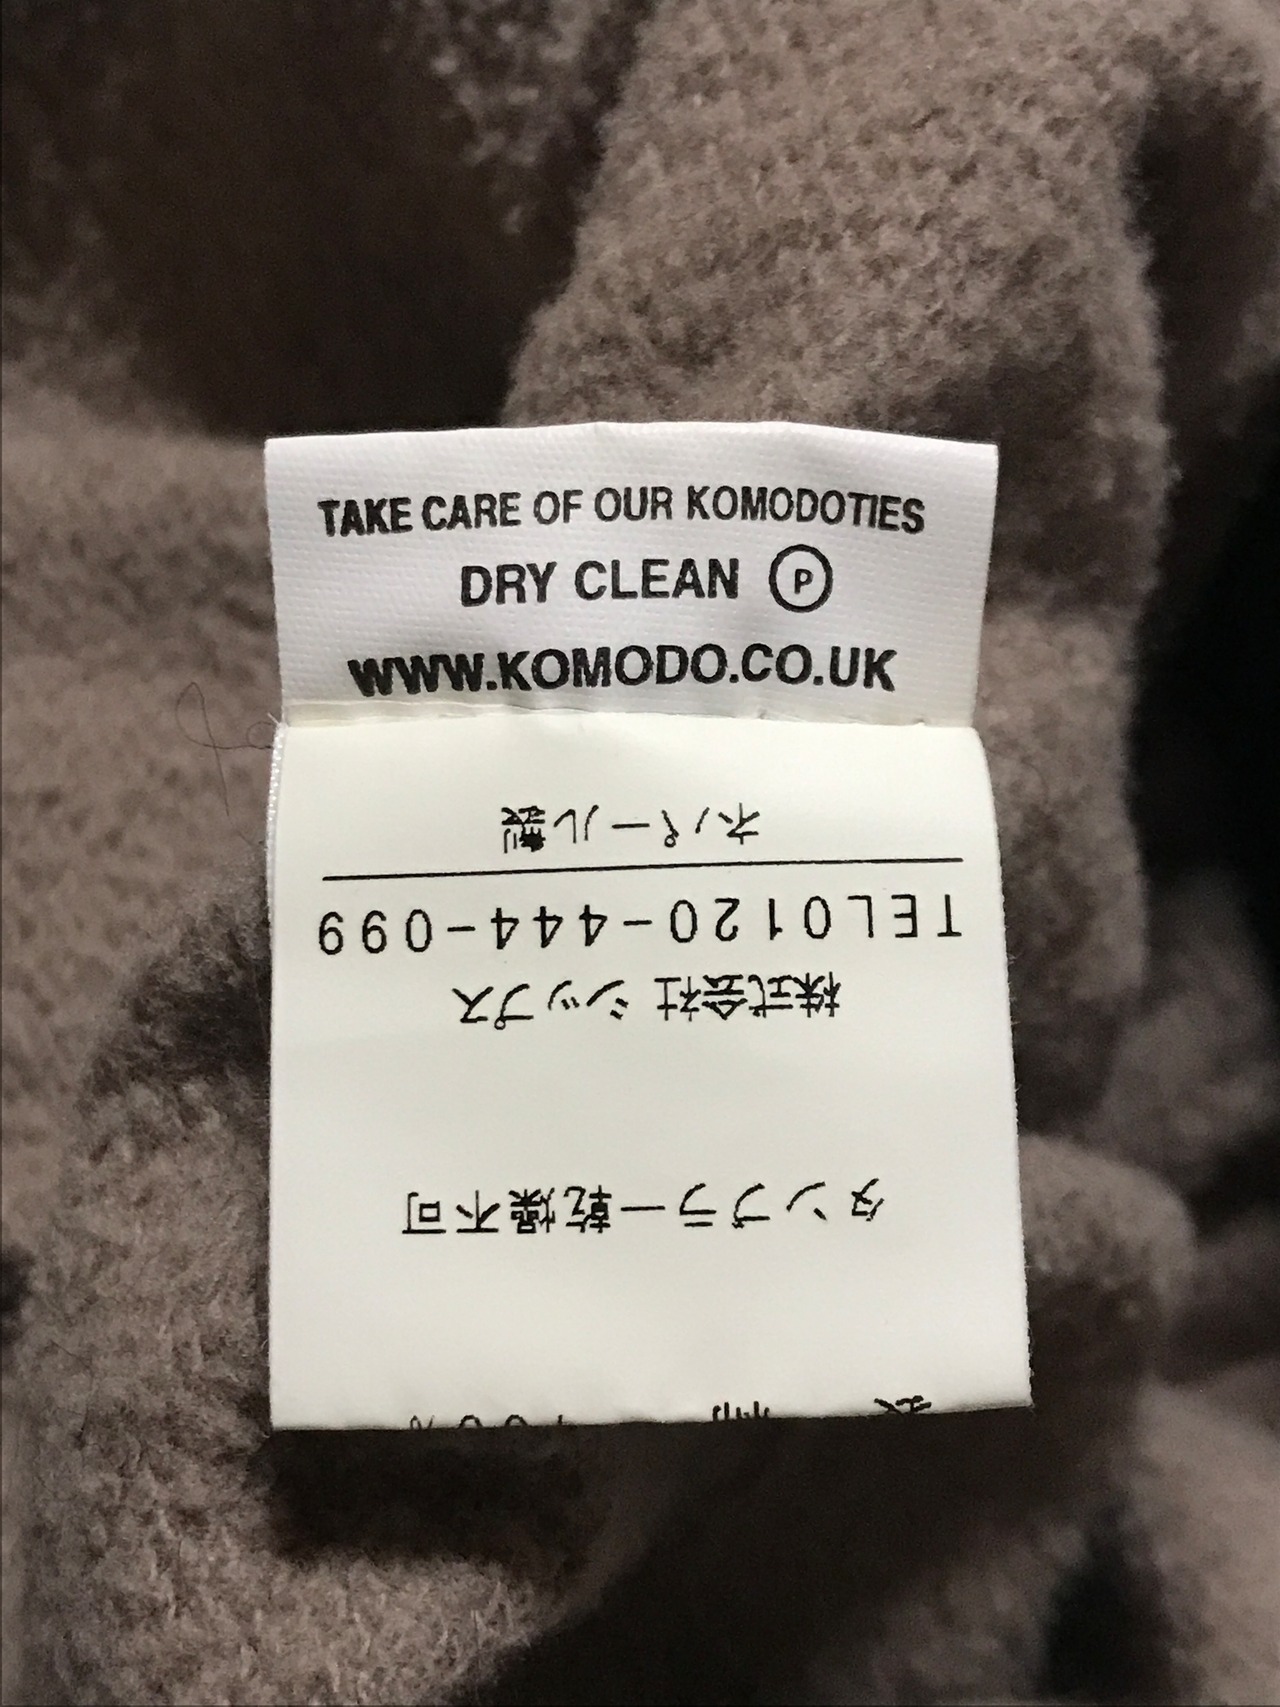 TAKE CARE OF OUR KOMODOTIES
DRY CLEAN Ⓟ
WWW.KOMODO.CO.UK
タンブラー乾燥不可
株式会社 シップス
TEL0120-444-099
ネパール製